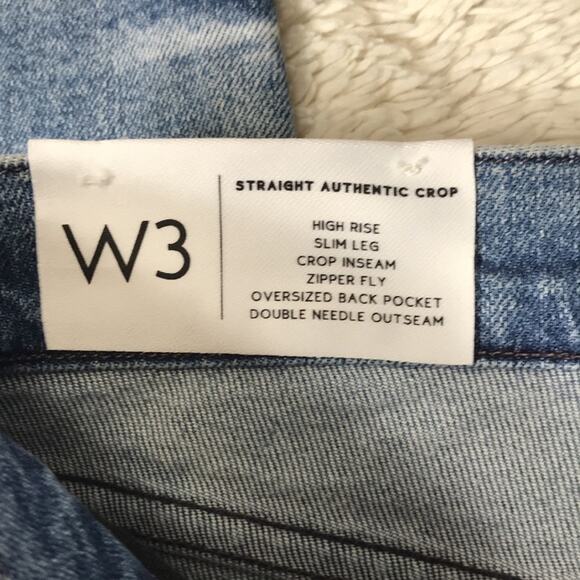 W3
STRAIGHT AUTHENTIC CROP
HIGH RISE
SLIM LEG
CROP INSEAM
ZIPPER FLY
OVERSIZED BACK POCKET
DOUBLE NEEDLE OUTSEAM